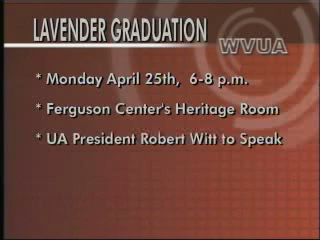 LAVENDER GRADUATION
WVUA
* Monday April 25th, 6-8 p.m.
* Ferguson Center's Heritage Room
* UA President Robert Witt to Speak